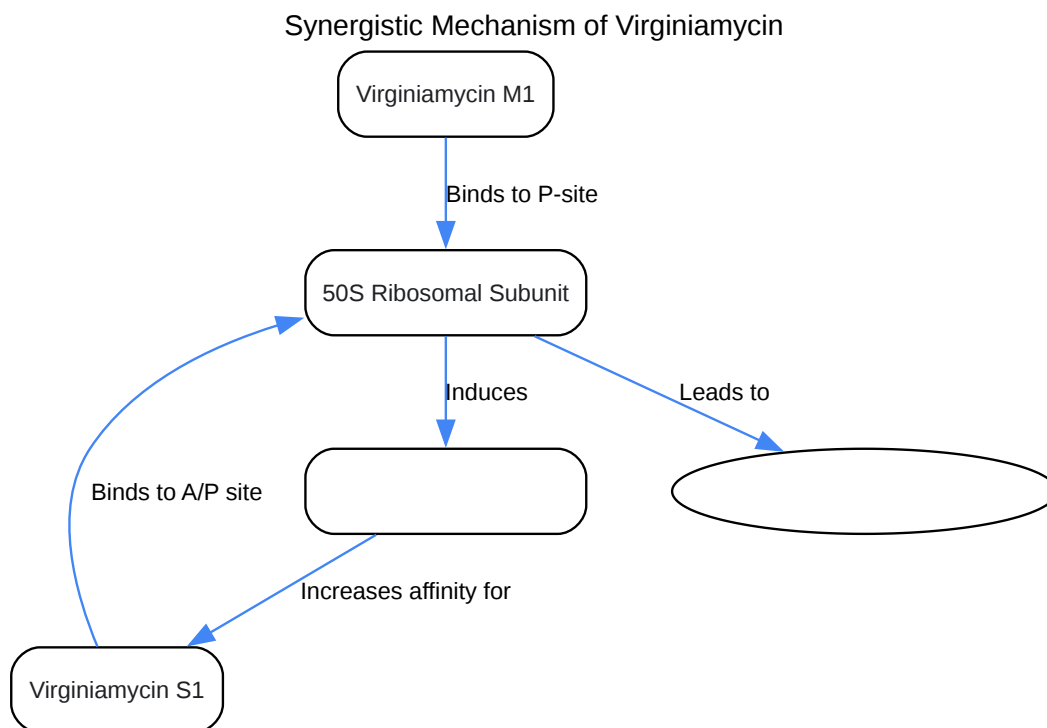 Synergistic Mechanism of Virginiamycin
Virginiamycin M1
Binds to P-site
50S Ribosomal Subunit
Induces
Leads to
Binds to A/P site
Increases affinity for
Virginiamycin S1